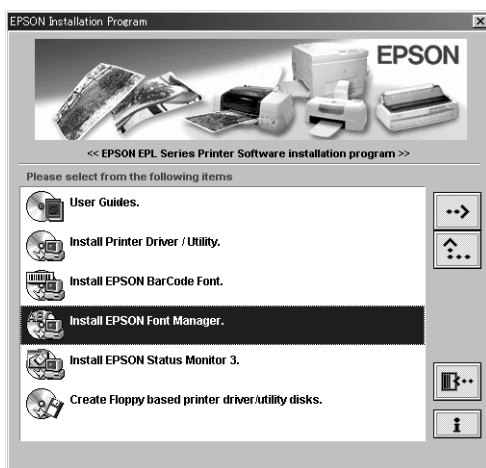 EPSON Installation Program
EPSON
<< EPSON EPL Series Printer Software installation program >>
Please select from the following items
User Guides.
Install Printer Driver / Utility.
Install EPSON BarCode Font.
Install EPSON Font Manager.
Install EPSON Status Monitor 3.
Create Floppy based printer driver/utility disks.